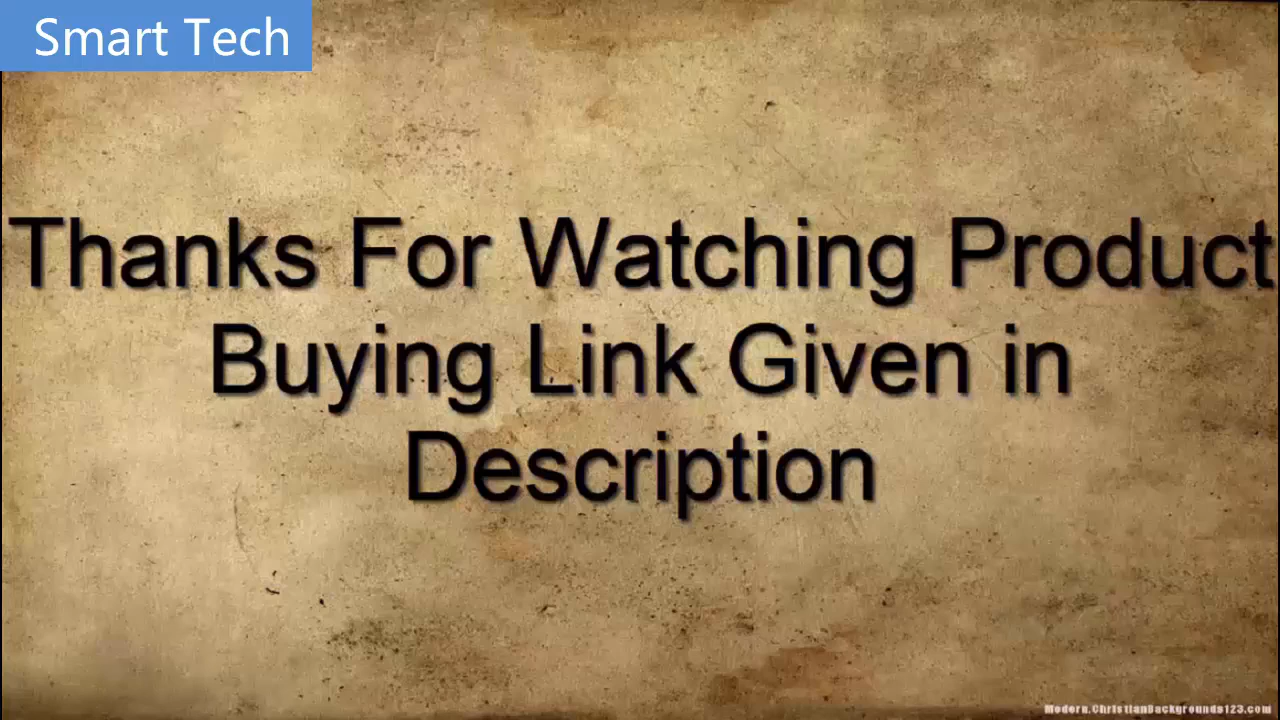 Smart Tech
Thanks For Watching Product
Buying Link Given in
Description
Modern.ChristianBackgrounds123.com